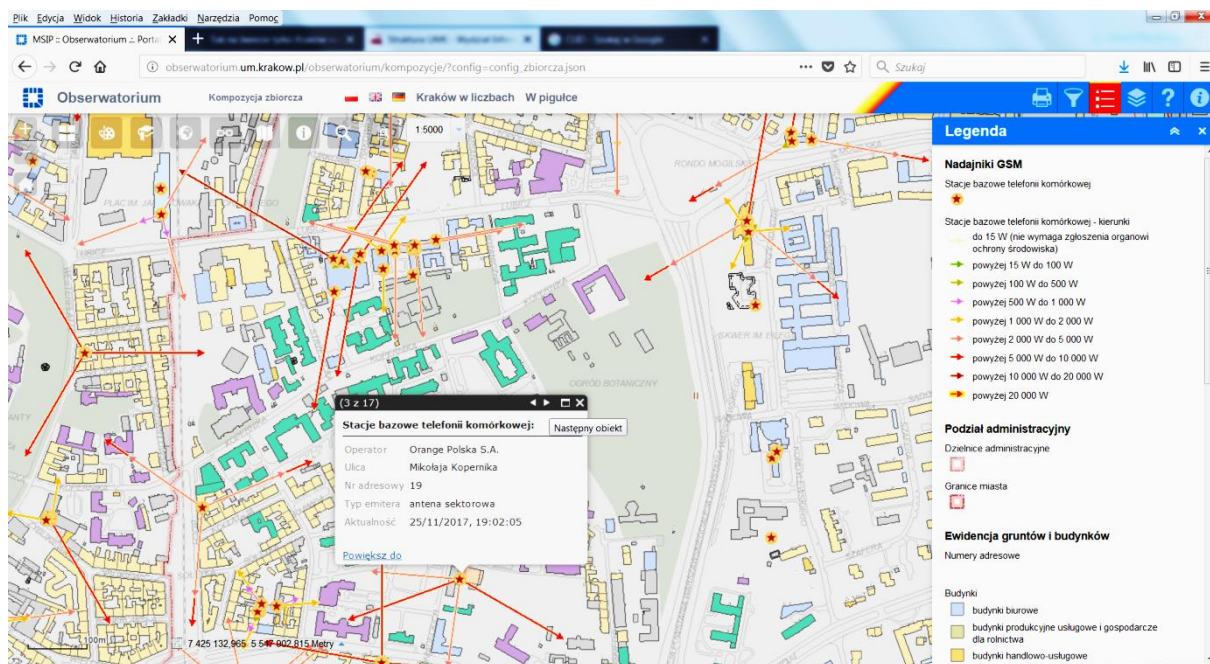 Plik Edycja Widok Historia Zakładki Narzędzia Pomoc
MSIP :: Obserwatorium .:. Porta
obserwatorium.um.krakow.pl/obserwatorium/kompozycje/?config=config_zbiorcza.json
Szukaj
Obserwatorium Kompozycja zbiorcza Kraków w liczbach W pigułce
1:5000
Legenda
RONDO MOGILSK
Nadajniki GSM
Stacje bazowe telefonii komórkowej
LUBICZ
Stacje bazowe telefonii komórkowej - kierunki
do 15 W (nie wymaga zgłoszenia organowi
ochrony środowiska)
powyżej 15 W do 100 W
powyżej 100 W do 500 W
powyżej 500 W do 1 000 W
powyżej 1 000 W do 2 000 W
powyżej 2 000 W do 5 000 W
powyżej 5 000 W do 10 000 W
powyżej 10 000 W do 20 000 W
powyżej 20 000 W
OGRÓD BOTANICZNY
(3 z 17)
Stacje bazowe telefonii komórkowej:
Następny obiekt
Operator Orange Polska S.A.
Ulica Mikołaja Kopernika
Nr adresowy 19
Typ emitera antena sektorowa
Aktualność 25/11/2017, 19:02:05
Powiększ do
Podział administracyjny
Dzielnice administracyjne
Granice miasta
Ewidencja gruntów i budynków
Numery adresowe
Budynki
budynki biurowe
budynki produkcyjne usługowe i gospodarcze
dla rolnictwa
budynki handlowo-usługowe
100m
7 425 132,965 5 547 902,815 Metry